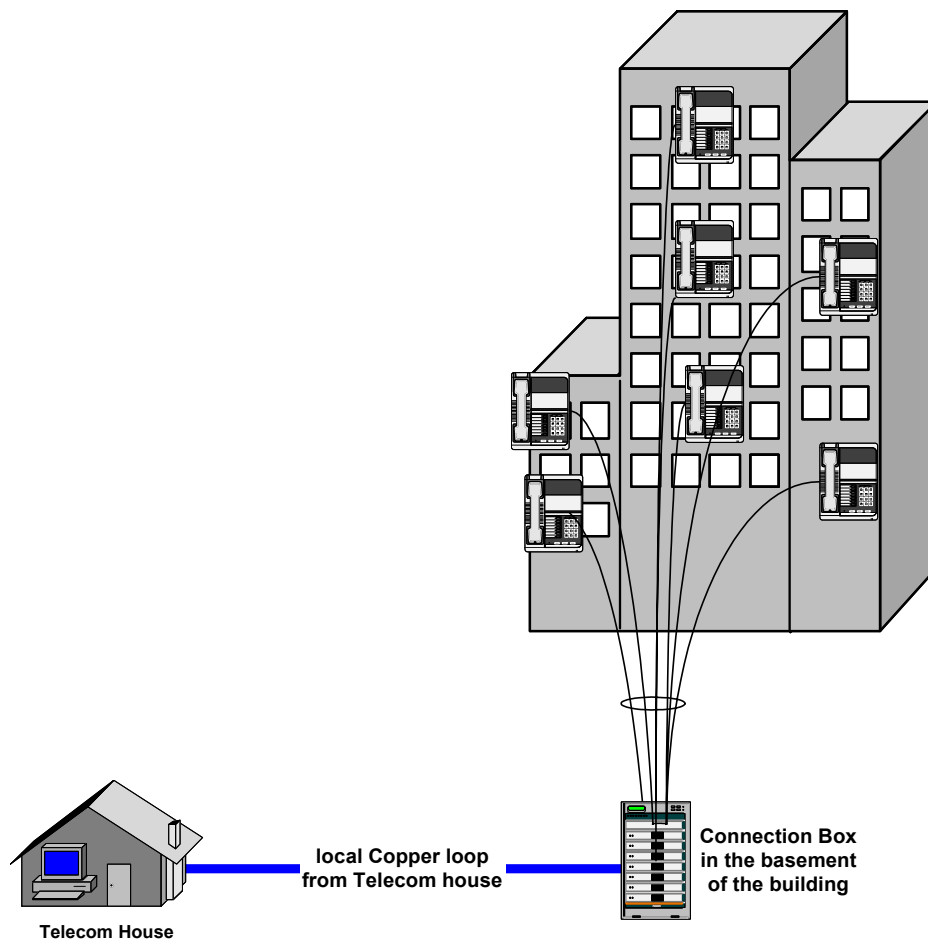 local Copper loop
from Telecom house
Connection Box
in the basement
of the building
Telecom House